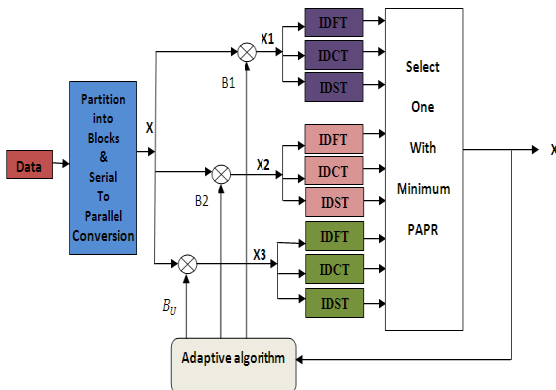 Data
Partition
into
Blocks
&
Serial
To
Parallel
Conversion
X
B1
B2
B_U
X1
X2
X3
IDFT
IDCT
IDST
IDFT
IDCT
IDST
IDFT
IDCT
IDST
Select
One
With
Minimum
PAPR
X
Adaptive algorithm